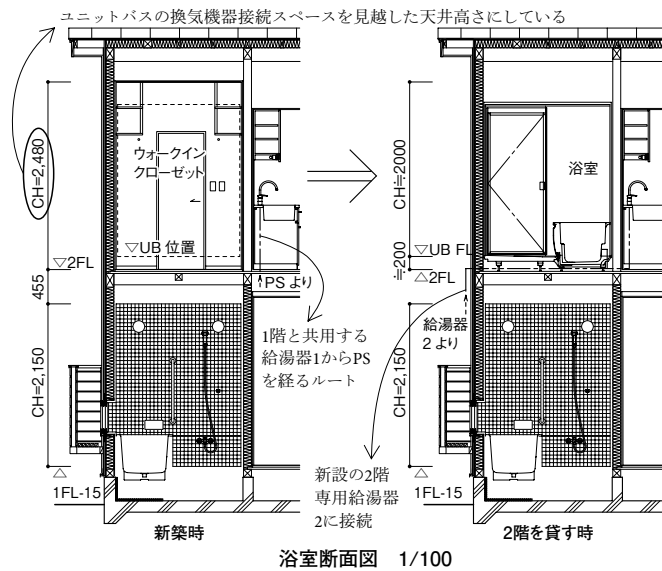 ユニットバスの換気機器接続スペースを見越した天井高さにしている
CH=2,480
ウォークイン
クローゼット
▽UB 位置
▽2FL
455
PS より
1階と共用する
給湯器1からPS
を経るルート
CH=2,150
△
1FL-15
新築時
CH≒2000
浴室
▽UB FL
≒200
△2FL
給湯器
2 より
CH=2,150
新設の2階
専用給湯器
2に接続
△
1FL-15
2階を貸す時
浴室断面図 1/100